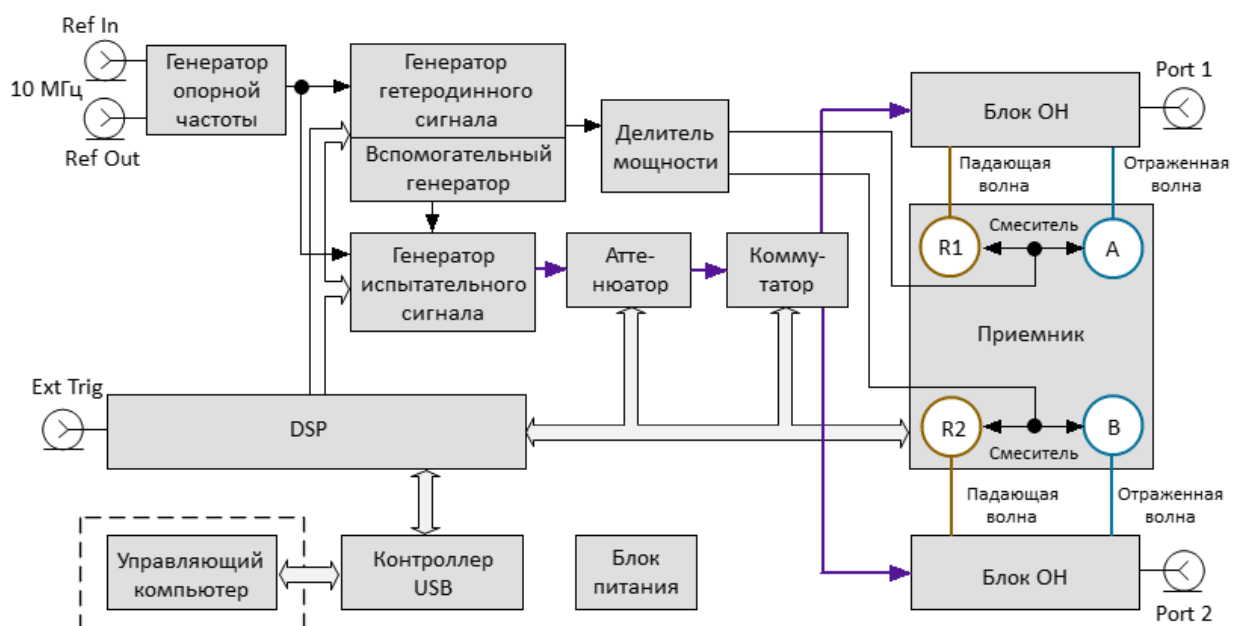 Ref In
10 МГц
Ref Out
Генератор
опорной
частоты
Генератор
гетеродинного
сигнала
Вспомогательный
генератор
Делитель
мощности
Блок ОН
Port 1
Падающая
волна
Отраженная
волна
Генератор
испытательного
сигнала
Атте-
нюатор
Комму-
татор
R1
Смеситель
A
Приемник
Ext Trig
DSP
R2
Смеситель
B
Падающая
волна
Отраженная
волна
Управляющий
компьютер
Контроллер
USB
Блок
питания
Блок ОН
Port 2